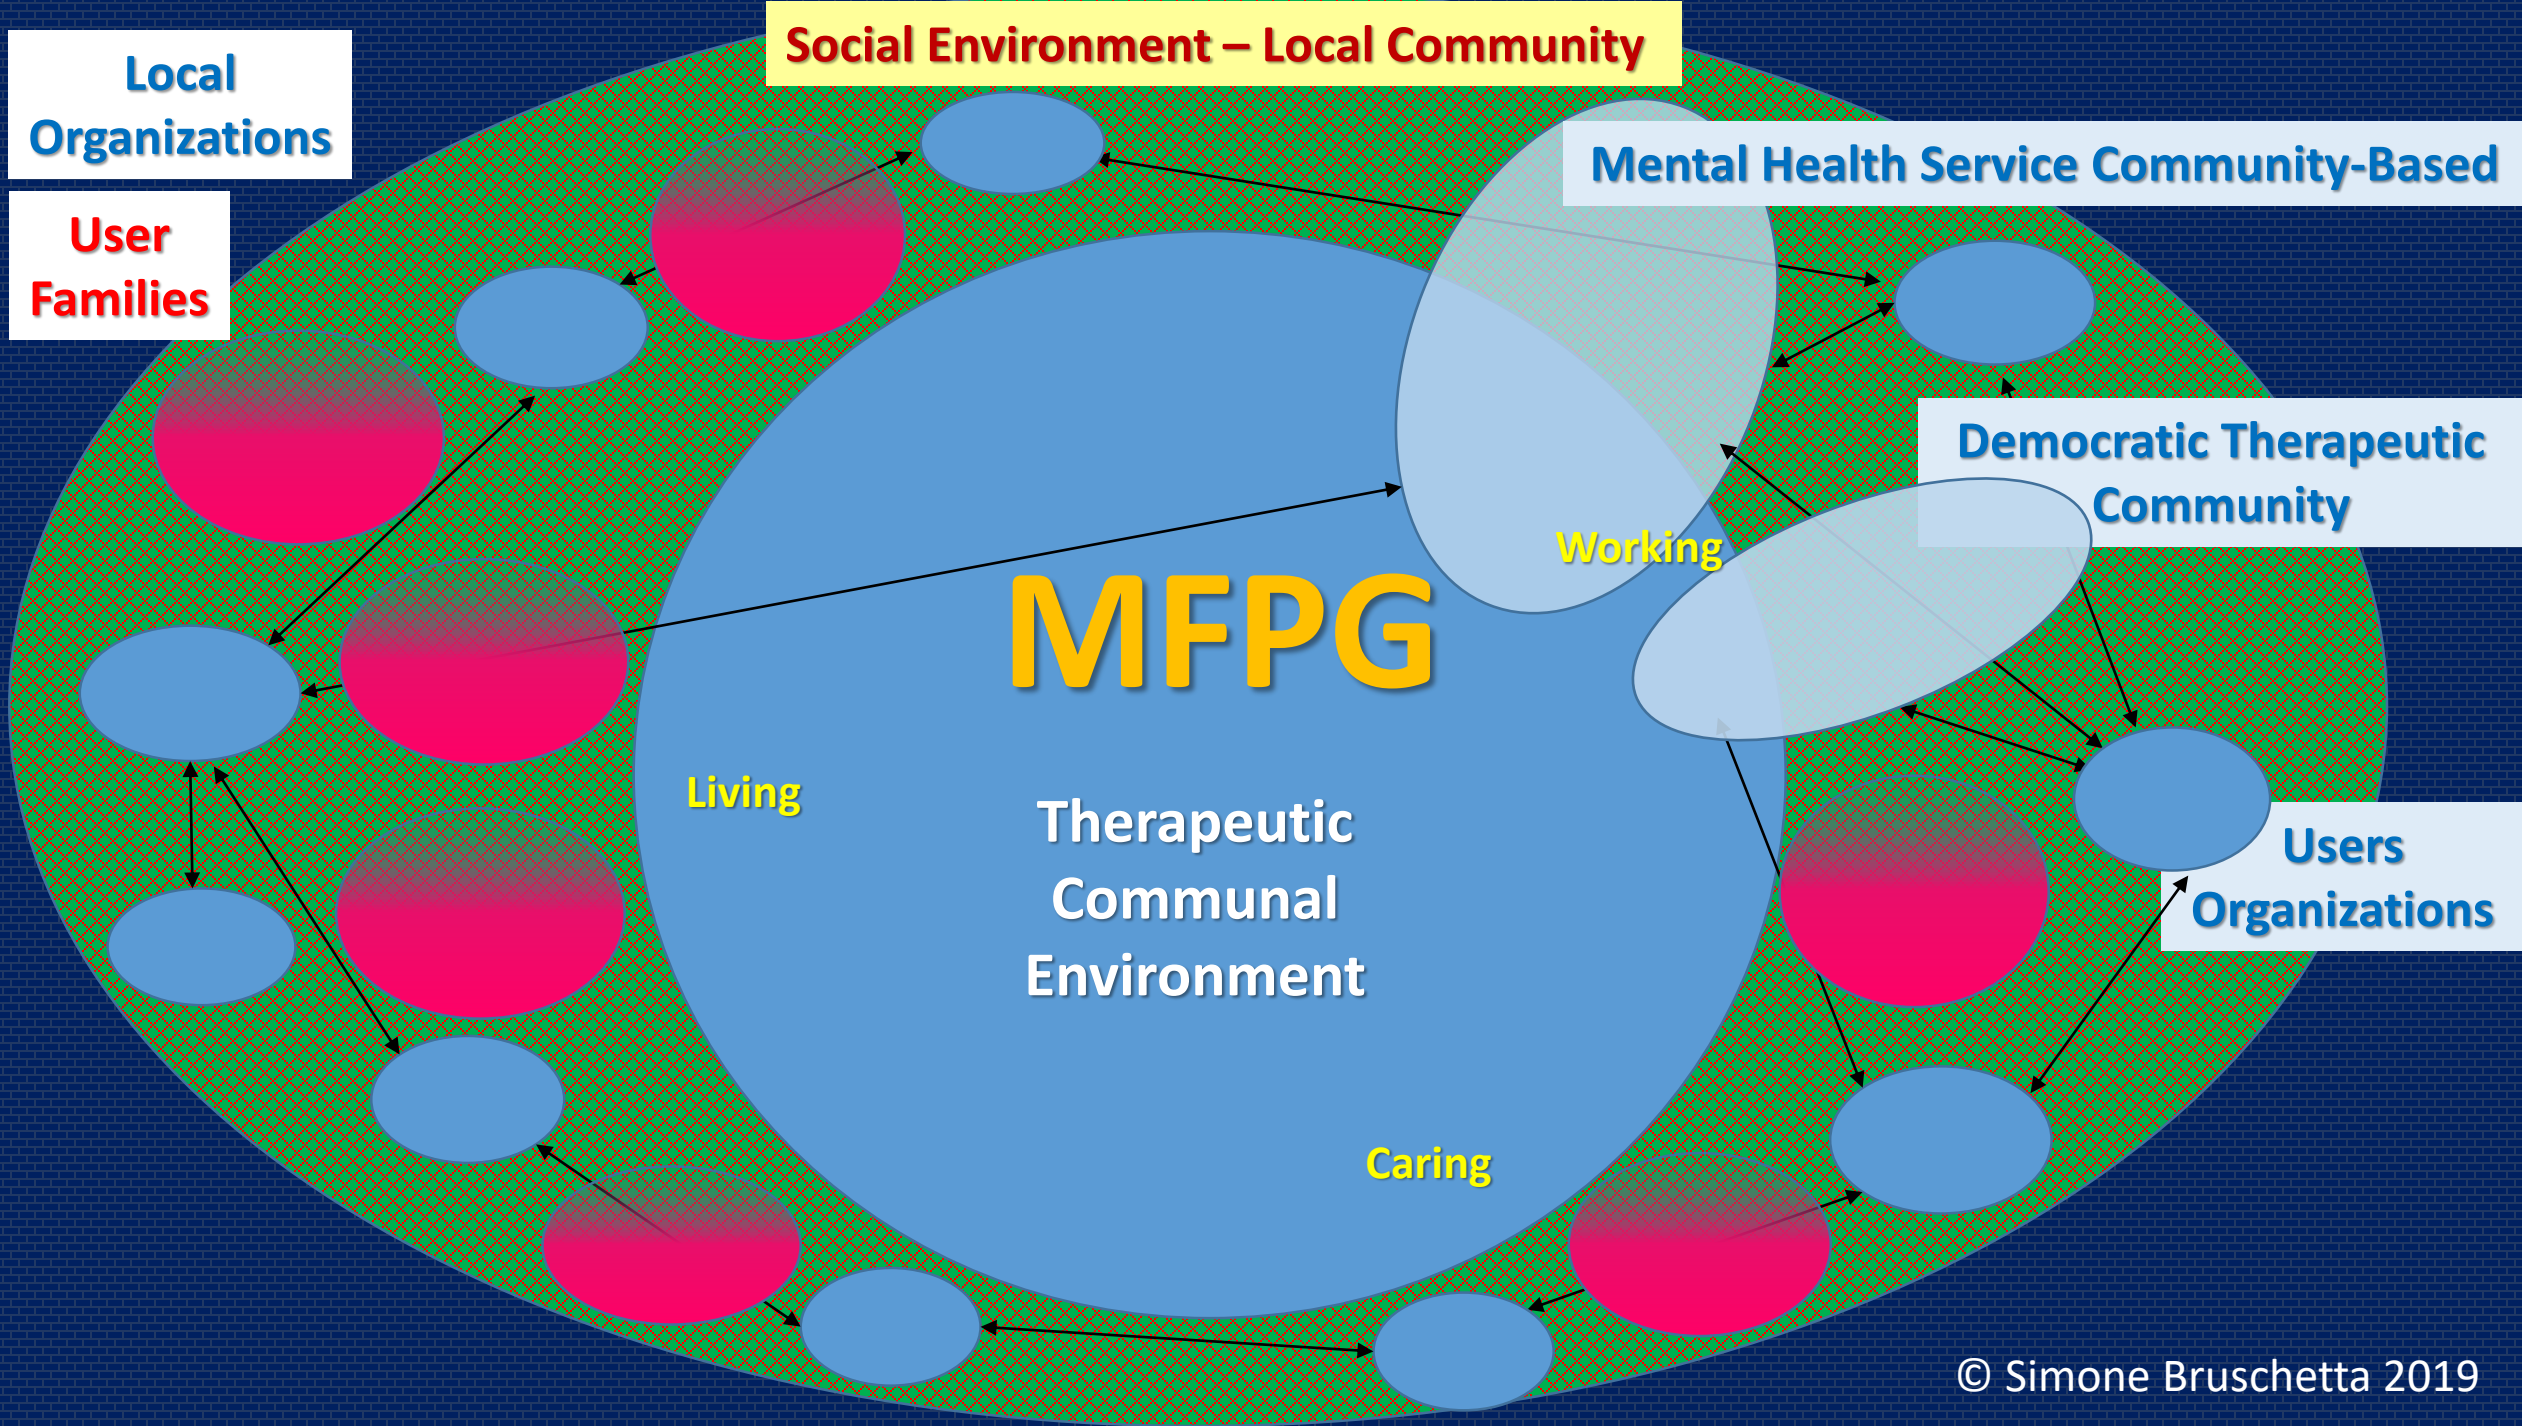 Social Environment – Local Community
Local
Organizations
User
Families
Mental Health Service Community-Based
Democratic Therapeutic
Community
Working
MFPG
Living
Therapeutic
Communal
Environment
Users
Organizations
Caring
© Simone Bruschetta 2019